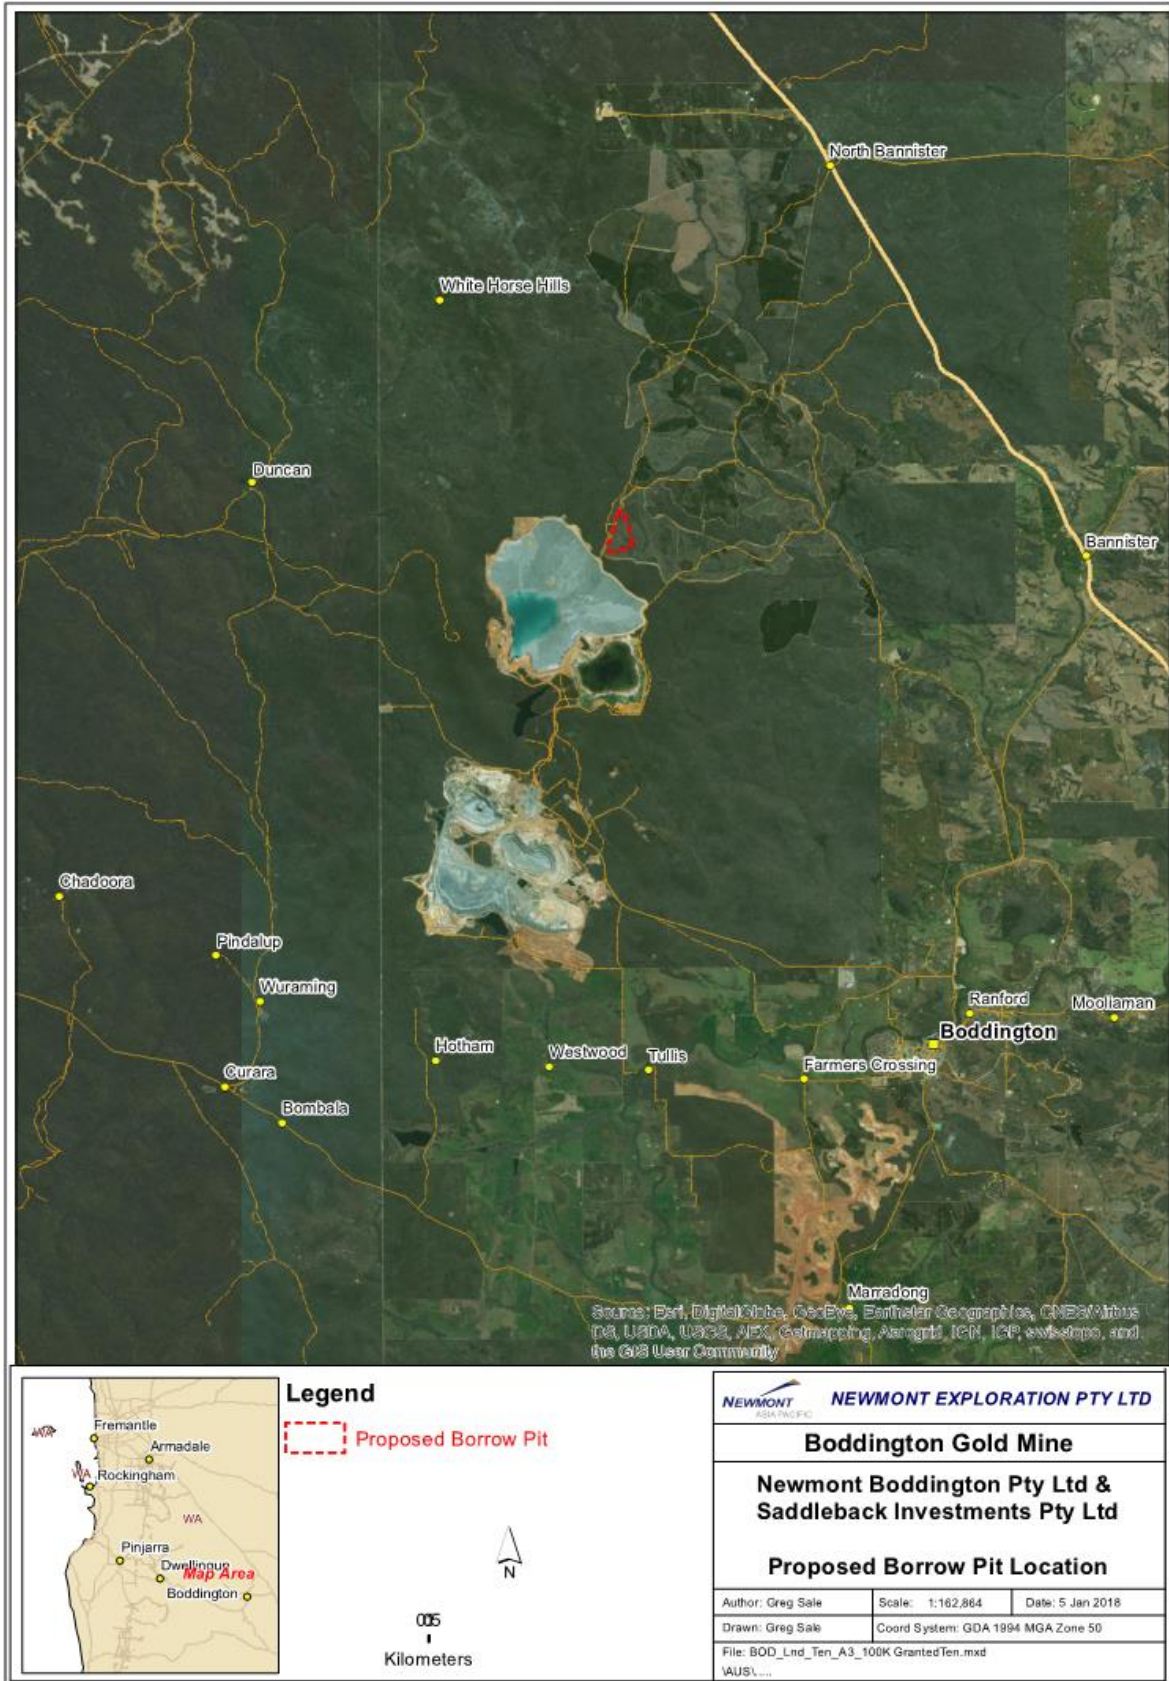 North Bannister
White Horse Hills
Duncan
Bannister
Chadoora
Pindalup
Wuraming
Ranford
Moollaman
Boddington
Hotham
Westwood
Tullis
Farmers Crossing
Curara
Bombala
Marradong
Source: Esri, DigitalGlobe, GeoEye, Earthstar Geographics, CNES/Airbus
DS, USDA, USGS, AEX, Getmapping, Aerogrid, IGN, IGP, swisstopo, and
the GIS User Community
Fremantle
WA
Armadale
WA
Rockingham
WA
Pinjarra
Dwellingup
Map Area
Boddington
Legend
Proposed Borrow Pit
N
Kilometers
NEWMONT
ASIA PACIFIC
NEWMONT EXPLORATION PTY LTD
Boddington Gold Mine
Newmont Boddington Pty Ltd &
Saddleback Investments Pty Ltd
Proposed Borrow Pit Location
Author: Greg Sale Scale: 1:162,864 Date: 5 Jan 2018
Drawn: Greg Sale Coord System: GDA 1994 MGA Zone 50
File: BOD_Lnd_Ten_A3_100K GrantedTen.mxd
\AUS\....